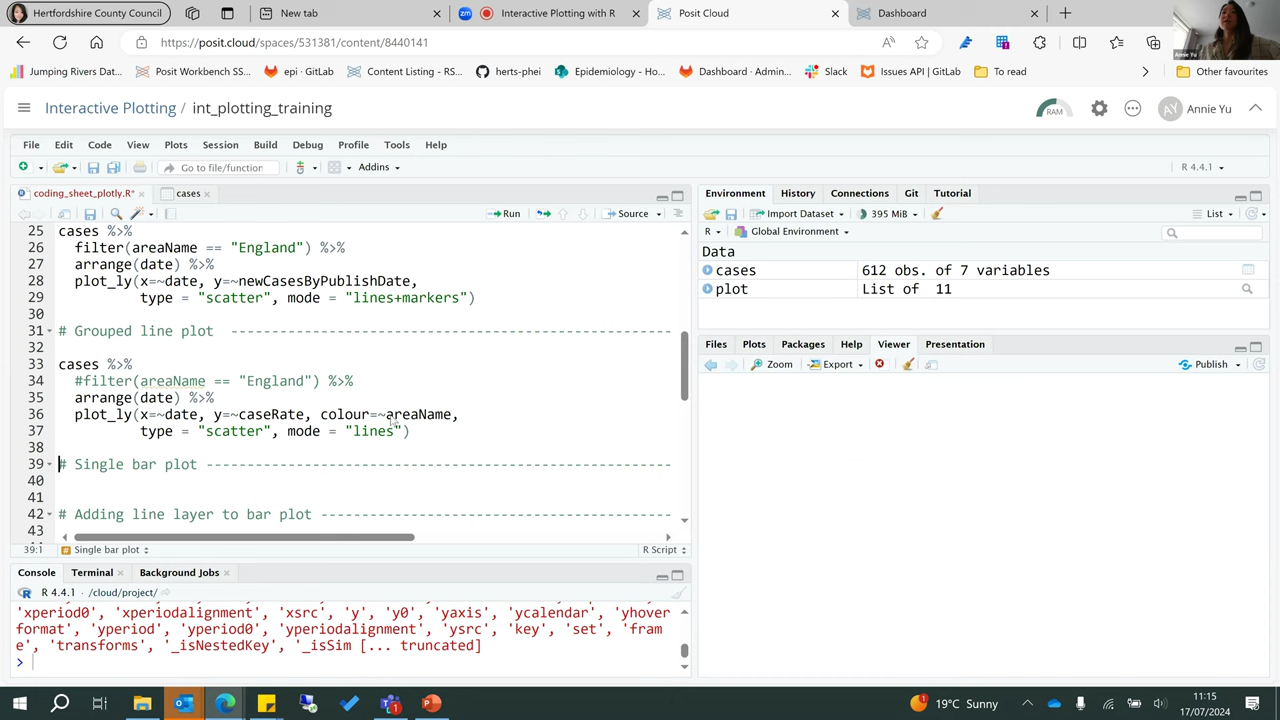 Hertfordshire County Council
New tab
Interactive Plotting with R
Posit Cloud
Dashboard
https://posit.cloud/spaces/531381/content/8440141
Jumping Rivers Dat...
Posit Workbench SS...
epi · GitLab
Content Listing - RS...
herts-phei
Epidemiology - Ho...
Dashboard · Admin...
Slack
Issues API | GitLab
To read
Other favourites
Annie Yu
Interactive Plotting / int_plotting_training
RAM
AY Annie Yu
File Edit Code View Plots Session Build Debug Profile Tools Help
Go to file/function
Addins
R 4.4.1
coding_sheet_plotly.R*
cases
Run
Source
25 cases %>%
26 filter(areaName == "England") %>%
27 arrange(date) %>%
28 plot_ly(x=~date, y=~newCasesByPublishDate,
29 type = "scatter", mode = "lines+markers")
30
31 # Grouped line plot ------------------------------------------------------
32
33 cases %>%
34 #filter(areaName == "England") %>%
35 arrange(date) %>%
36 plot_ly(x=~date, y=~caseRate, colour=~areaName,
37 type = "scatter", mode = "lines")
38
39 # Single bar plot ---------------------------------------------------------
40
41
42 # Adding line layer to bar plot -------------------------------------------
43
39:1 Single bar plot R Script
Console Terminal Background Jobs
R 4.4.1 · /cloud/project/
'xperiod0', 'xperiodalignment', 'xsrc', 'y', 'y0', 'yaxis', 'ycalendar', 'yhover
format', 'yperiod', 'yperiod0', 'yperiodalignment', 'ysrc', 'key', 'set', 'fram
e', 'transforms', '_isNestedKey', '_isSim [... truncated]
>
Environment History Connections Git Tutorial
Import Dataset
395 MiB
List
R Global Environment
Data
cases 612 obs. of 7 variables
plot List of 11
Files Plots Packages Help Viewer Presentation
Zoom Export Publish
19°C Sunny
11:15
17/07/2024